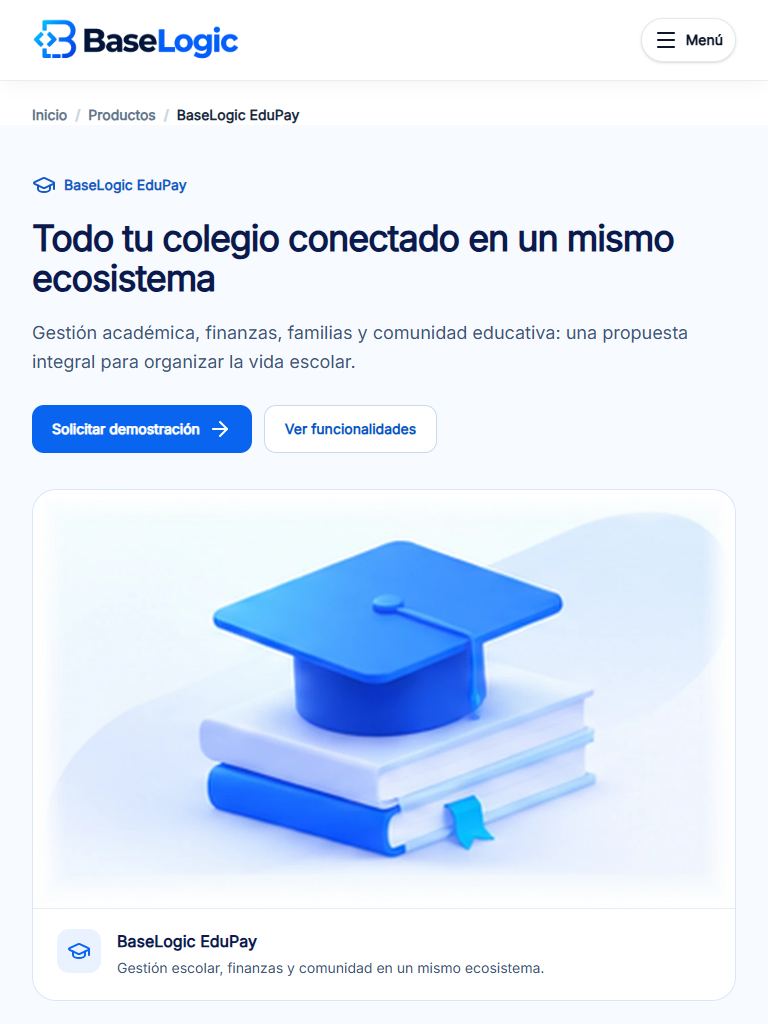 BaseLogic
Menú
Inicio / Productos / BaseLogic EduPay
BaseLogic EduPay
Todo tu colegio conectado en un mismo
ecosistema
Gestión académica, finanzas, familias y comunidad educativa: una propuesta
integral para organizar la vida escolar.
Solicitar demostración
Ver funcionalidades
BaseLogic EduPay
Gestión escolar, finanzas y comunidad en un mismo ecosistema.